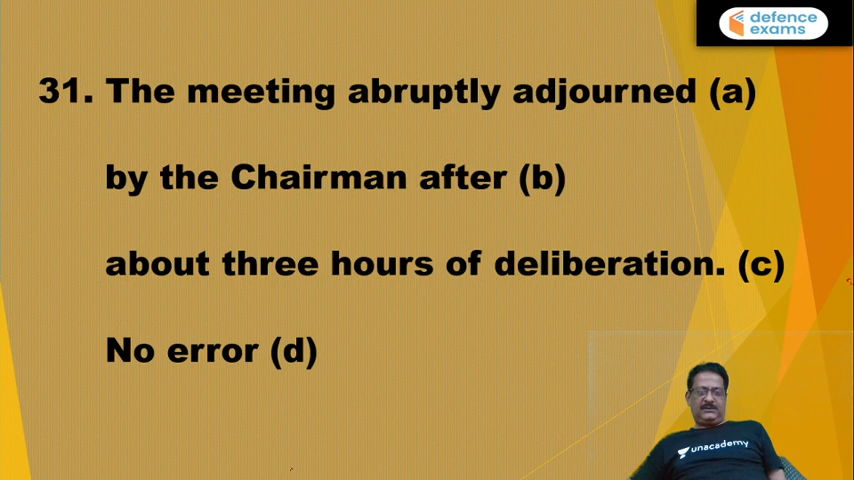 defence
exams
31. The meeting abruptly adjourned (a)
by the Chairman after (b)
about three hours of deliberation. (c)
No error (d)
unacademy